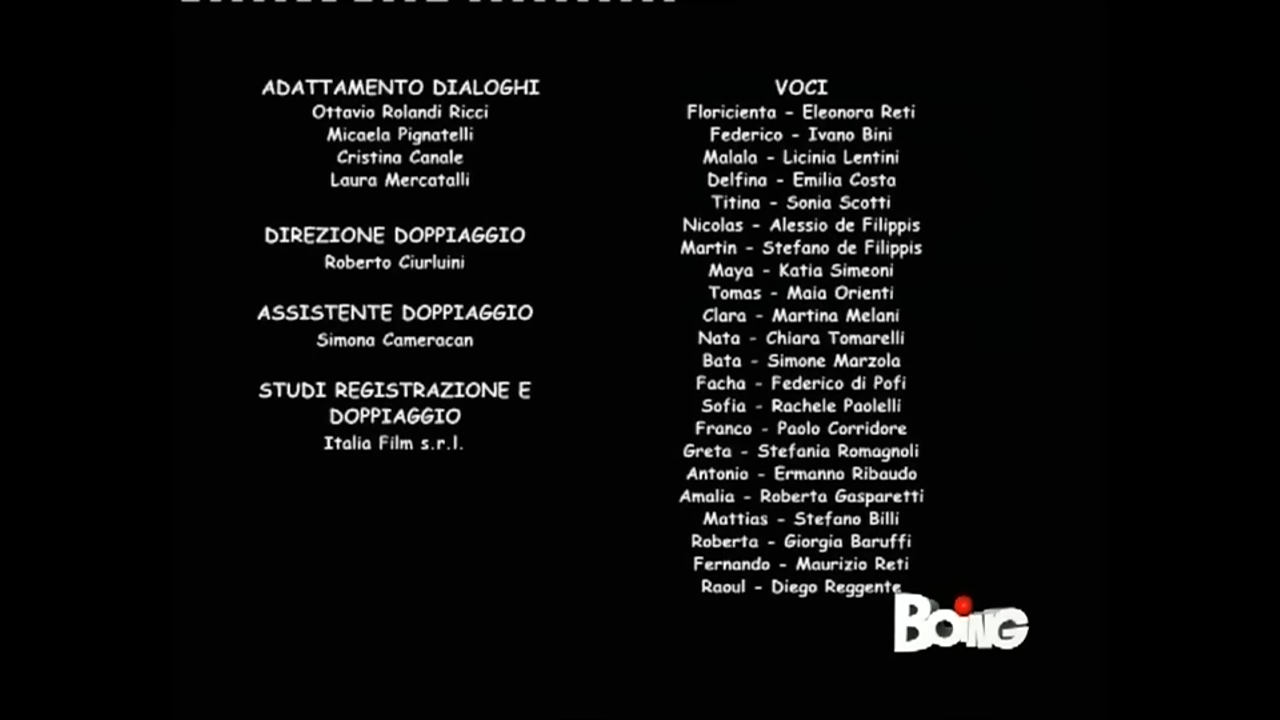 ADATTAMENTO DIALOGHI
Ottavio Rolandi Ricci
Micaela Pignatelli
Cristina Canale
Laura Mercatalli
DIREZIONE DOPPIAGGIO
Roberto Ciurluini
ASSISTENTE DOPPIAGGIO
Simona Cameracan
STUDI REGISTRAZIONE E
DOPPIAGGIO
Italia Film s.r.l.
VOCI
Floricienta - Eleonora Reti
Federico - Ivano Bini
Malala - Licinia Lentini
Delfina - Emilia Costa
Titina - Sonia Scotti
Nicolas - Alessio de Filippis
Martin - Stefano de Filippis
Maya - Katia Simeoni
Tomas - Maia Orienti
Clara - Martina Melani
Nata - Chiara Tomarelli
Bata - Simone Marzola
Facha - Federico di Pofi
Sofia - Rachele Paolelli
Franco - Paolo Corridore
Greta - Stefania Romagnoli
Antonio - Ermanno Ribaudo
Amalia - Roberta Gasparetti
Mattias - Stefano Billi
Roberta - Giorgia Baruffi
Fernando - Maurizio Reti
Raoul - Diego Reggente
BOING